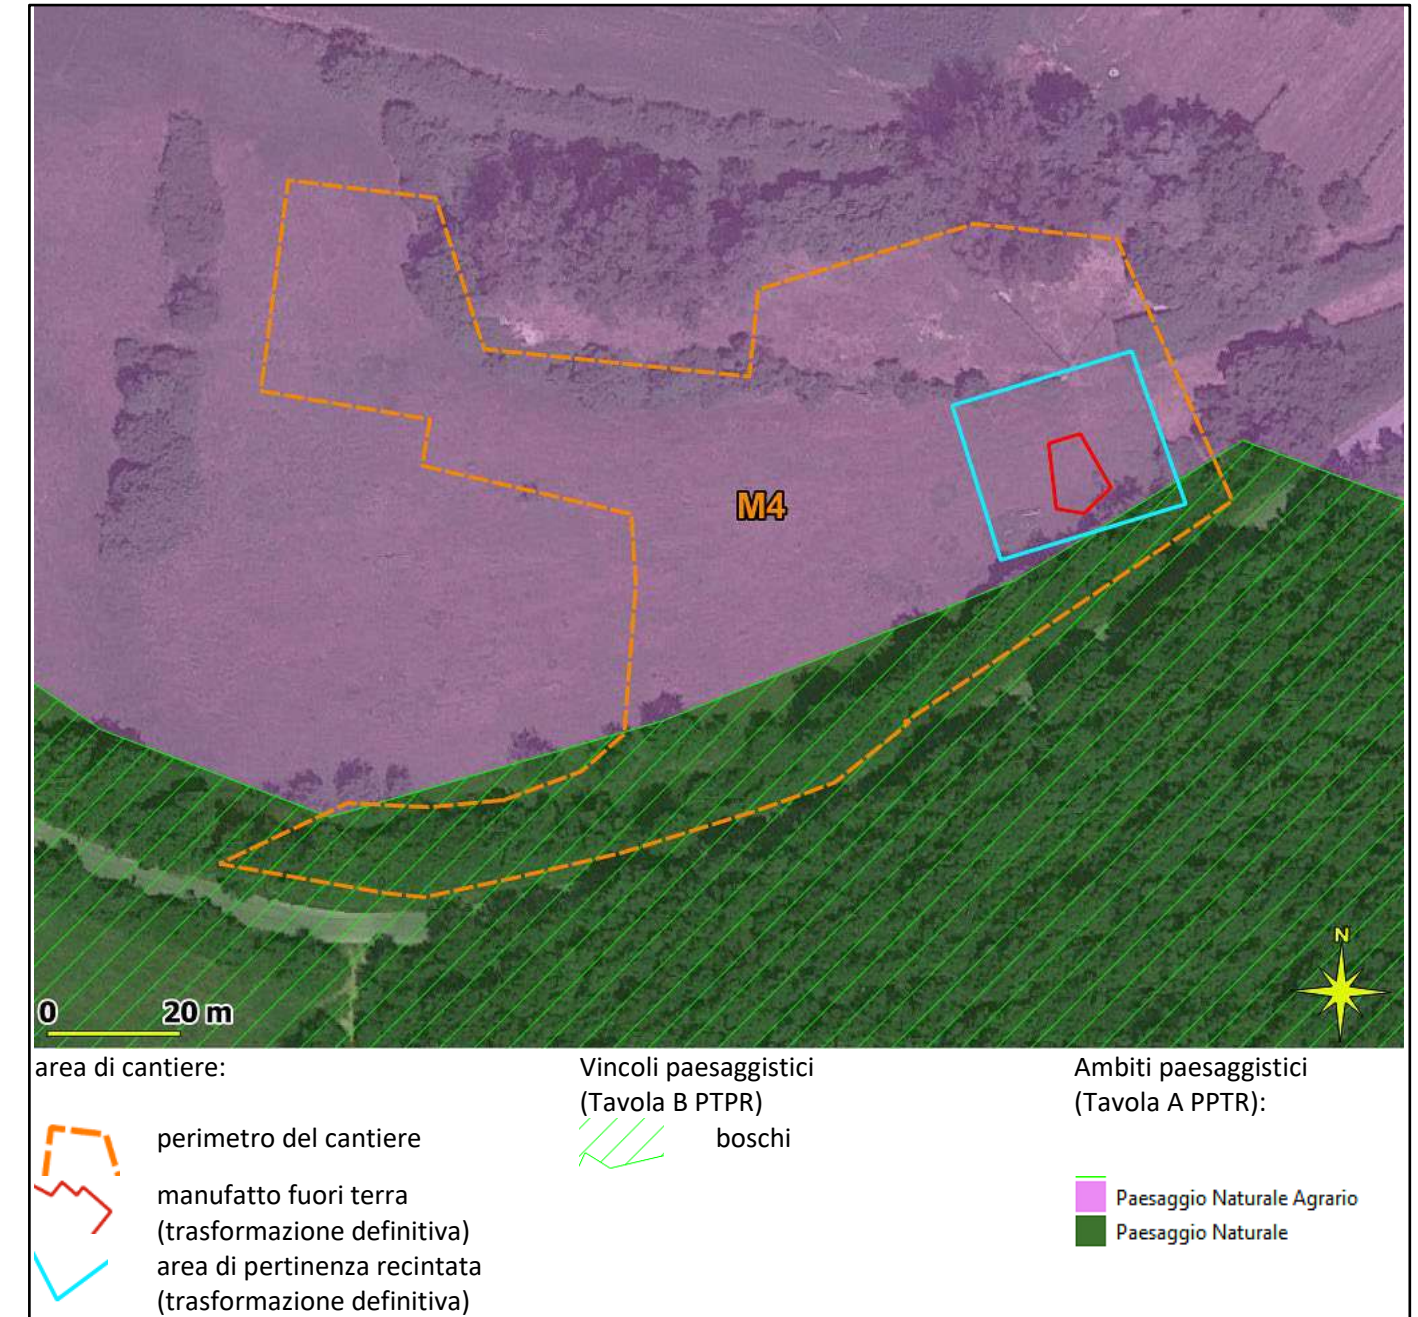 M4
N
0 20 m
area di cantiere:
perimetro del cantiere
manufatto fuori terra
(trasformazione definitiva)
area di pertinenza recintata
(trasformazione definitiva)
Vincoli paesaggistici
(Tavola B PTPR)
boschi
Ambiti paesaggistici
(Tavola A PPTR):
Paesaggio Naturale Agrario
Paesaggio Naturale